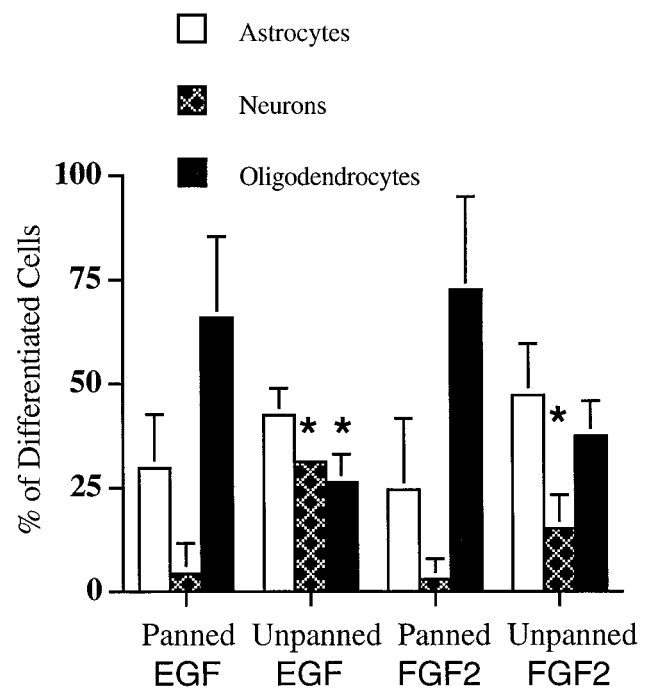 Astrocytes
Neurons
Oligodendrocytes
100
75
50
25
0
% of Differentiated Cells
* *
*
Panned Unpanned Panned Unpanned
EGF EGF FGF2 FGF2